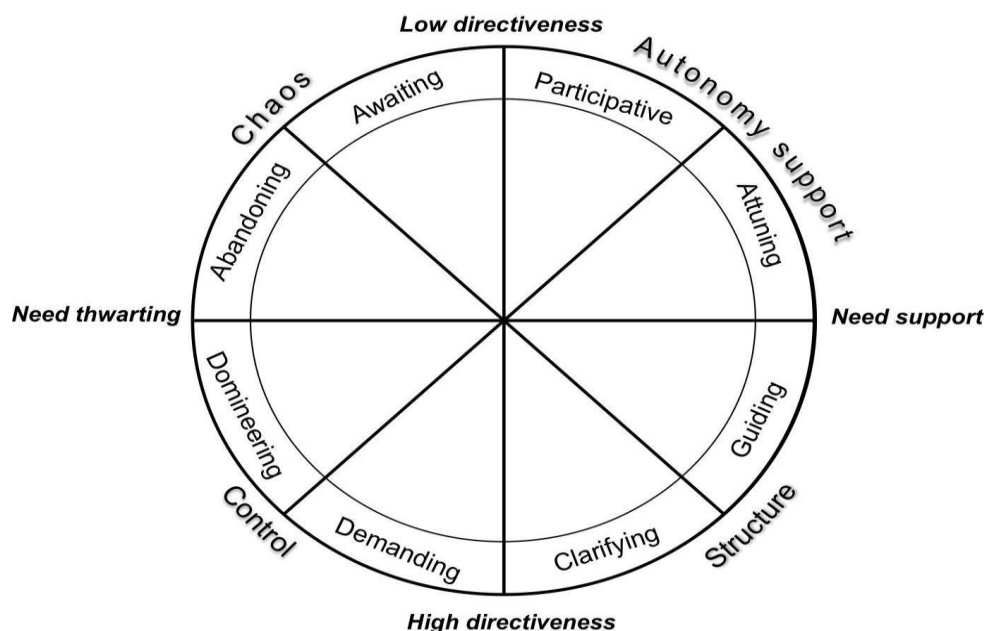 Low directiveness
Autonomy support
Chaos
Awaiting
Participative
Abandoning
Attuning
Need thwarting
Need support
Domineering
Guiding
Control
Structure
Demanding
Clarifying
High directiveness